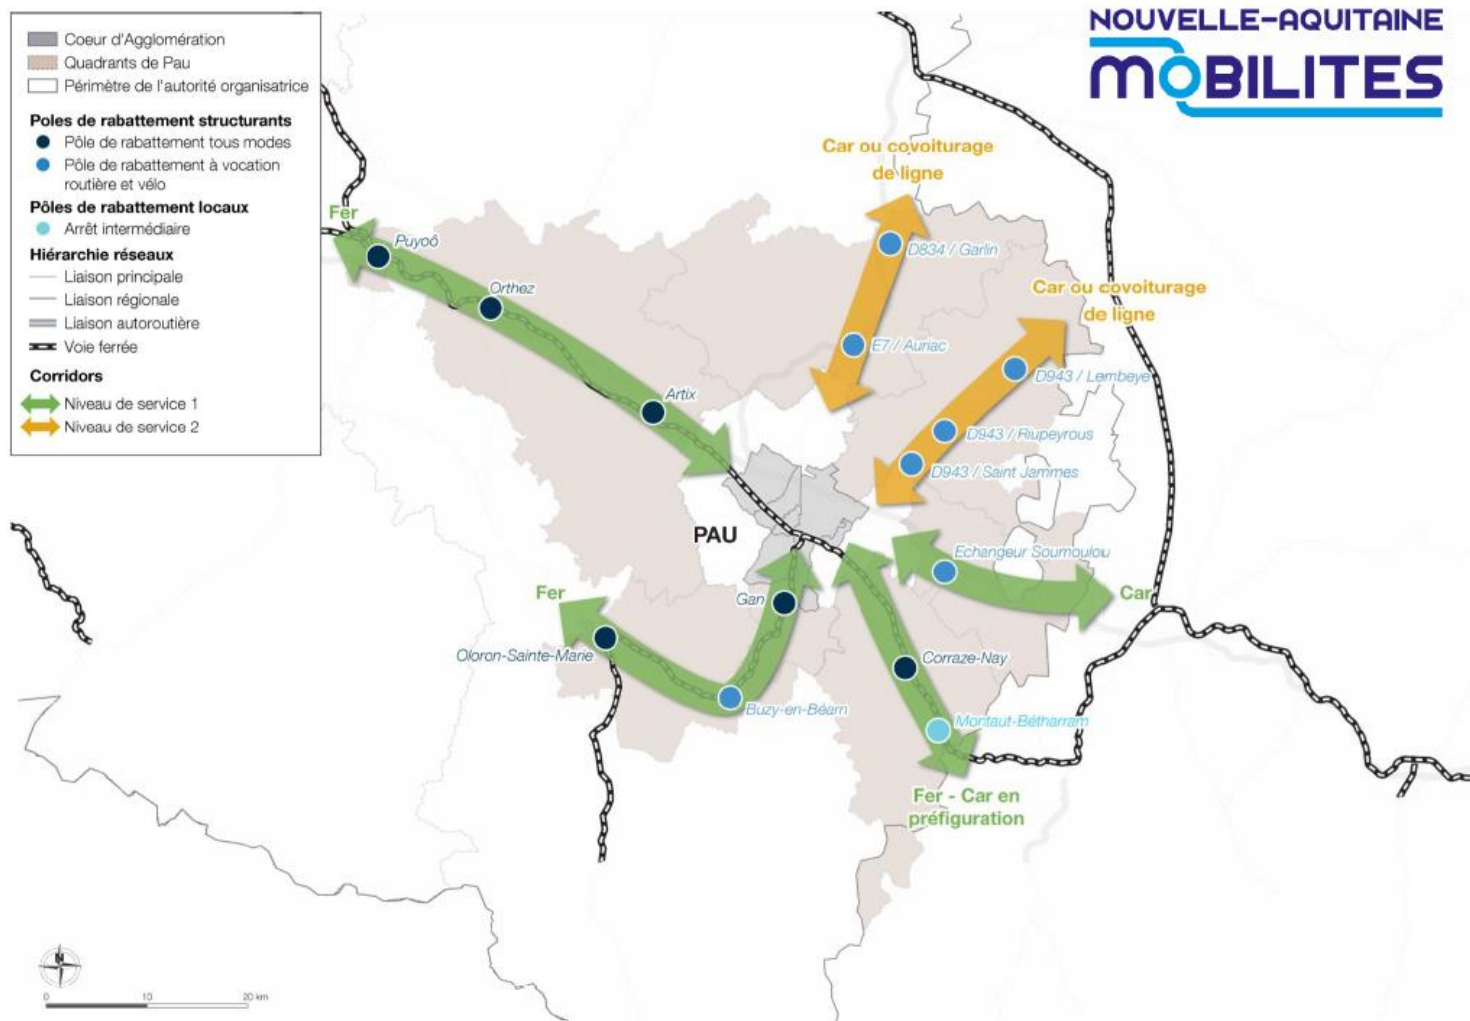 NOUVELLE-AQUITAINE
MOBILITES
Coeur d'Agglomération
Quadrants de Pau
Périmètre de l'autorité organisatrice
Poles de rabattement structurants
Pôle de rabattement tous modes
Pôle de rabattement à vocation
routière et vélo
Pôles de rabattement locaux
Arrêt intermédiaire
Hiérarchie réseaux
Liaison principale
Liaison régionale
Liaison autoroutière
Voie ferrée
Corridors
Niveau de service 1
Niveau de service 2
Car ou covoiturage
de ligne
Fer
Puyoô
D834 / Garlin
Orthez
Car ou covoiturage
de ligne
E7 / Auriac
D943 / Lembeye
Artix
D943 / Riupeyrous
D943 / Saint Jammes
PAU
Echangeur Soumoulou
Fer
Gan
Car
Oloron-Sainte-Marie
Corraze-Nay
Buzy-en-Béarn
Montaut-Bétharram
Fer - Car en
préfiguration
N
0 10 20 km